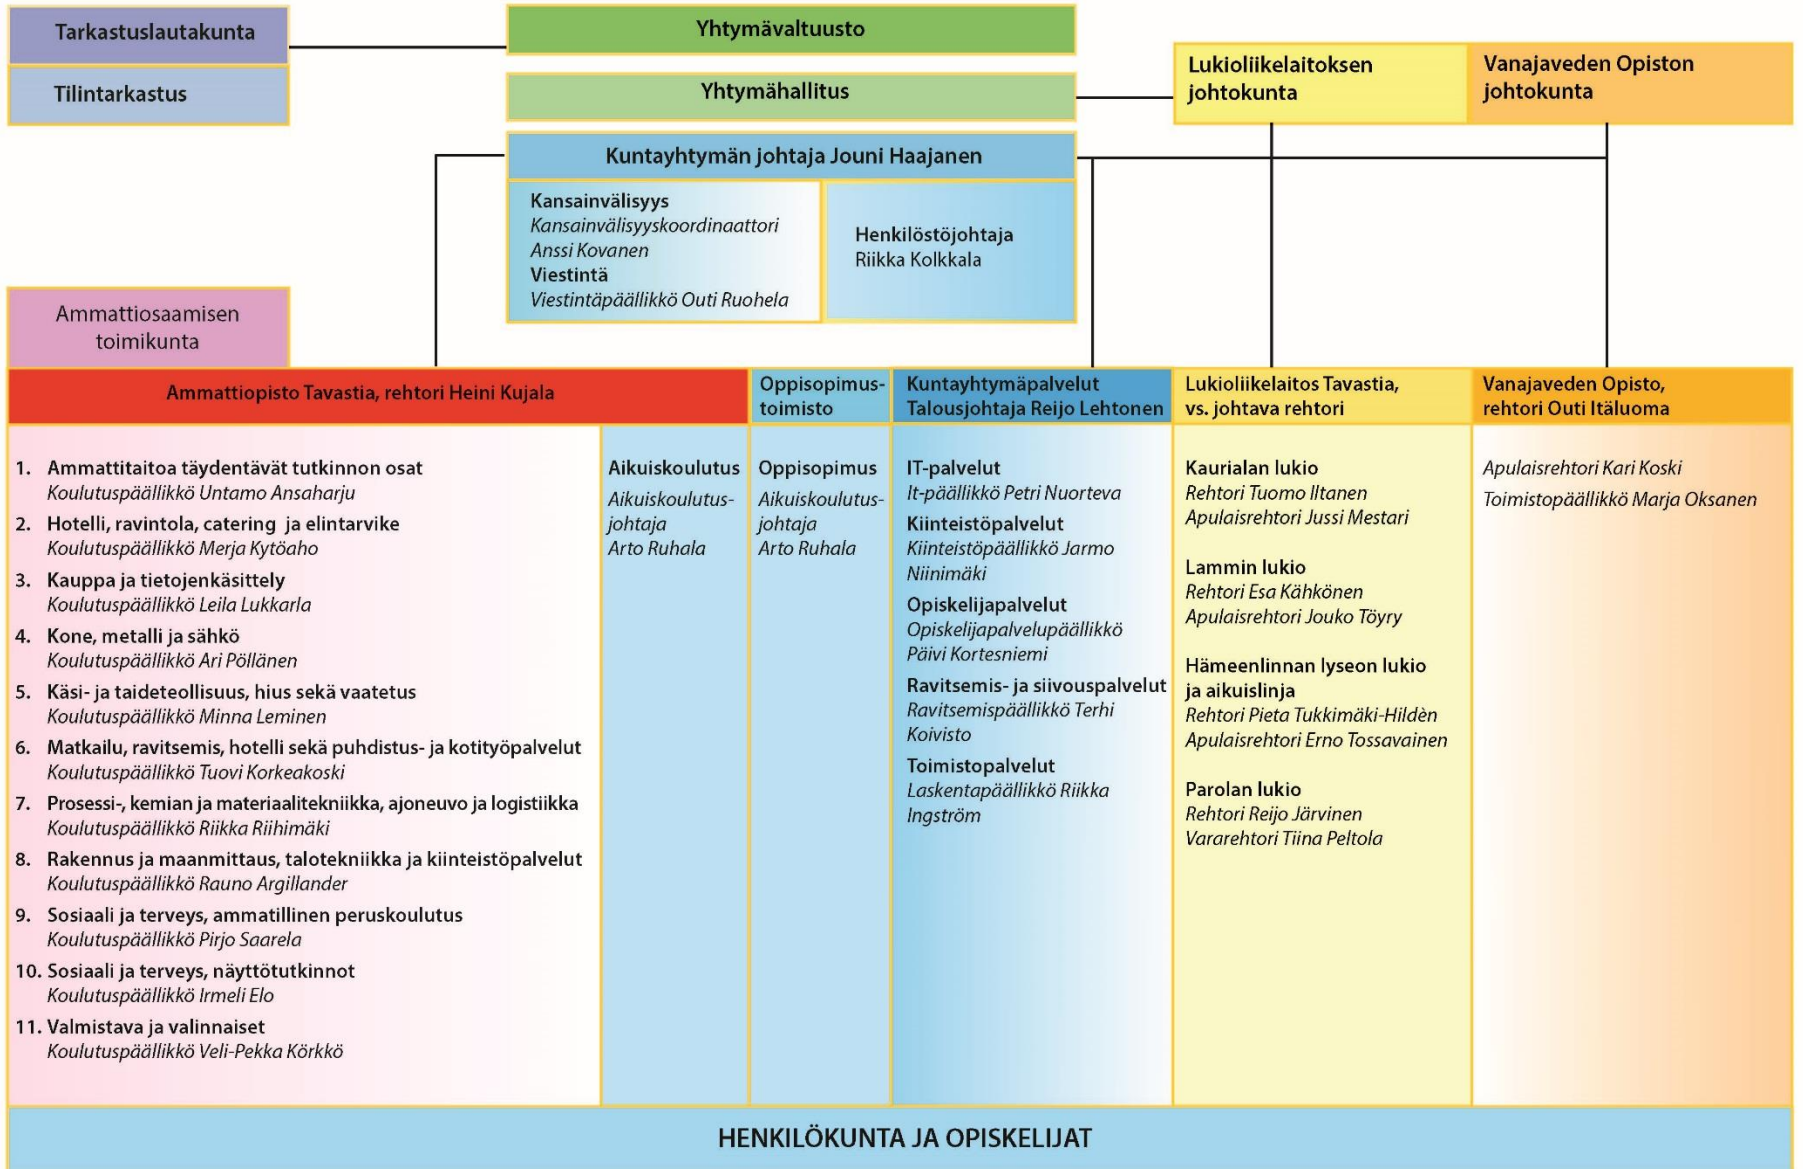 Tarkastuslautakunta
Tilintarkastus
Yhtymävaltuusto
Yhtymähallitus
Lukioliikelaitoksen
johtokunta
Vanajaveden Opiston
johtokunta
Kuntayhtymän johtaja Jouni Haajanen
Kansainvälisyys
Kansainvälisyyskoordinaattori
Anssi Kovanen
Viestintä
Viestintäpäällikkö Outi Ruohela
Henkilöstöjohtaja
Riikka Kolkkala
Ammattiosaamisen
toimikunta
Ammattiopisto Tavastia, rehtori Heini Kujala
1. Ammattitaitoa täydentävät tutkinnon osat
Koulutuspäällikkö Untamo Ansaharju
2. Hotelli, ravintola, catering ja elintarvike
Koulutuspäällikkö Merja Kytöaho
3. Kauppa ja tietojenkäsittely
Koulutuspäällikkö Leila Lukkarla
4. Kone, metalli ja sähkö
Koulutuspäällikkö Ari Pöllänen
5. Käsi- ja taideteollisuus, hius sekä vaatetus
Koulutuspäällikkö Minna Leminen
6. Matkailu, ravitsemis, hotelli sekä puhdistus- ja kotityöpalvelut
Koulutuspäällikkö Tuovi Korkeakoski
7. Prosessi-, kemian ja materiaalitekniikka, ajoneuvo ja logistiikka
Koulutuspäällikkö Riikka Riihimäki
8. Rakennus ja maanmittaus, talotekniikka ja kiinteistöpalvelut
Koulutuspäällikkö Rauno Argillander
9. Sosiaali ja terveys, ammatillinen peruskoulutus
Koulutuspäällikkö Pirjo Saarela
10. Sosiaali ja terveys, näyttötutkinnot
Koulutuspäällikkö Irmeli Elo
11. Valmistava ja valinnaiset
Koulutuspäällikkö Veli-Pekka Körkkö
Aikuiskoulutus
Aikuiskoulutus-
johtaja
Arto Ruhala
Oppisopimus-
toimisto
Oppisopimus
Aikuiskoulutus-
johtaja
Arto Ruhala
Kuntayhtymäpalvelut
Talousjohtaja Reijo Lehtonen
IT-palvelut
It-päällikkö Petri Nuorteva
Kiinteistöpalvelut
Kiinteistöpäällikkö Jarmo
Niinimäki
Opiskelijapalvelut
Opiskelijapalvelupäällikkö
Päivi Kortesniemi
Ravitsemis- ja siivouspalvelut
Ravitsemispäällikkö Terhi
Koivisto
Toimistopalvelut
Laskentapäällikkö Riikka
Ingström
Lukioliikelaitos Tavastia,
vs. johtava rehtori
Kaurialan lukio
Rehtori Tuomo Iltanen
Apulaisrehtori Jussi Mestari
Lammin lukio
Rehtori Esa Kähkönen
Apulaisrehtori Jouko Töyry
Hämeenlinnan lyseon lukio
ja aikuislinja
Rehtori Pieta Tukkimäki-Hildèn
Apulaisrehtori Erno Tossavainen
Parolan lukio
Rehtori Reijo Järvinen
Vararehtori Tiina Peltola
Vanajaveden Opisto,
rehtori Outi Itäluoma
Apulaisrehtori Kari Koski
Toimistopäällikkö Marja Oksanen
HENKILÖKUNTA JA OPISKELIJAT